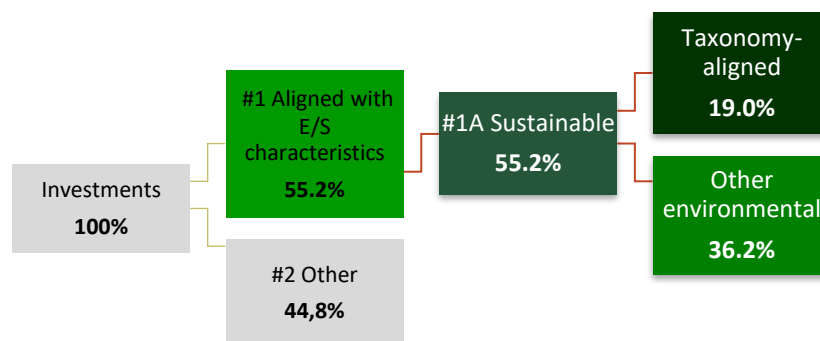 Investments
100%
#1 Aligned with
E/S
characteristics
55.2%
#2 Other
44,8%
#1A Sustainable
55.2%
Taxonomy-
aligned
19.0%
Other
environmental
36.2%